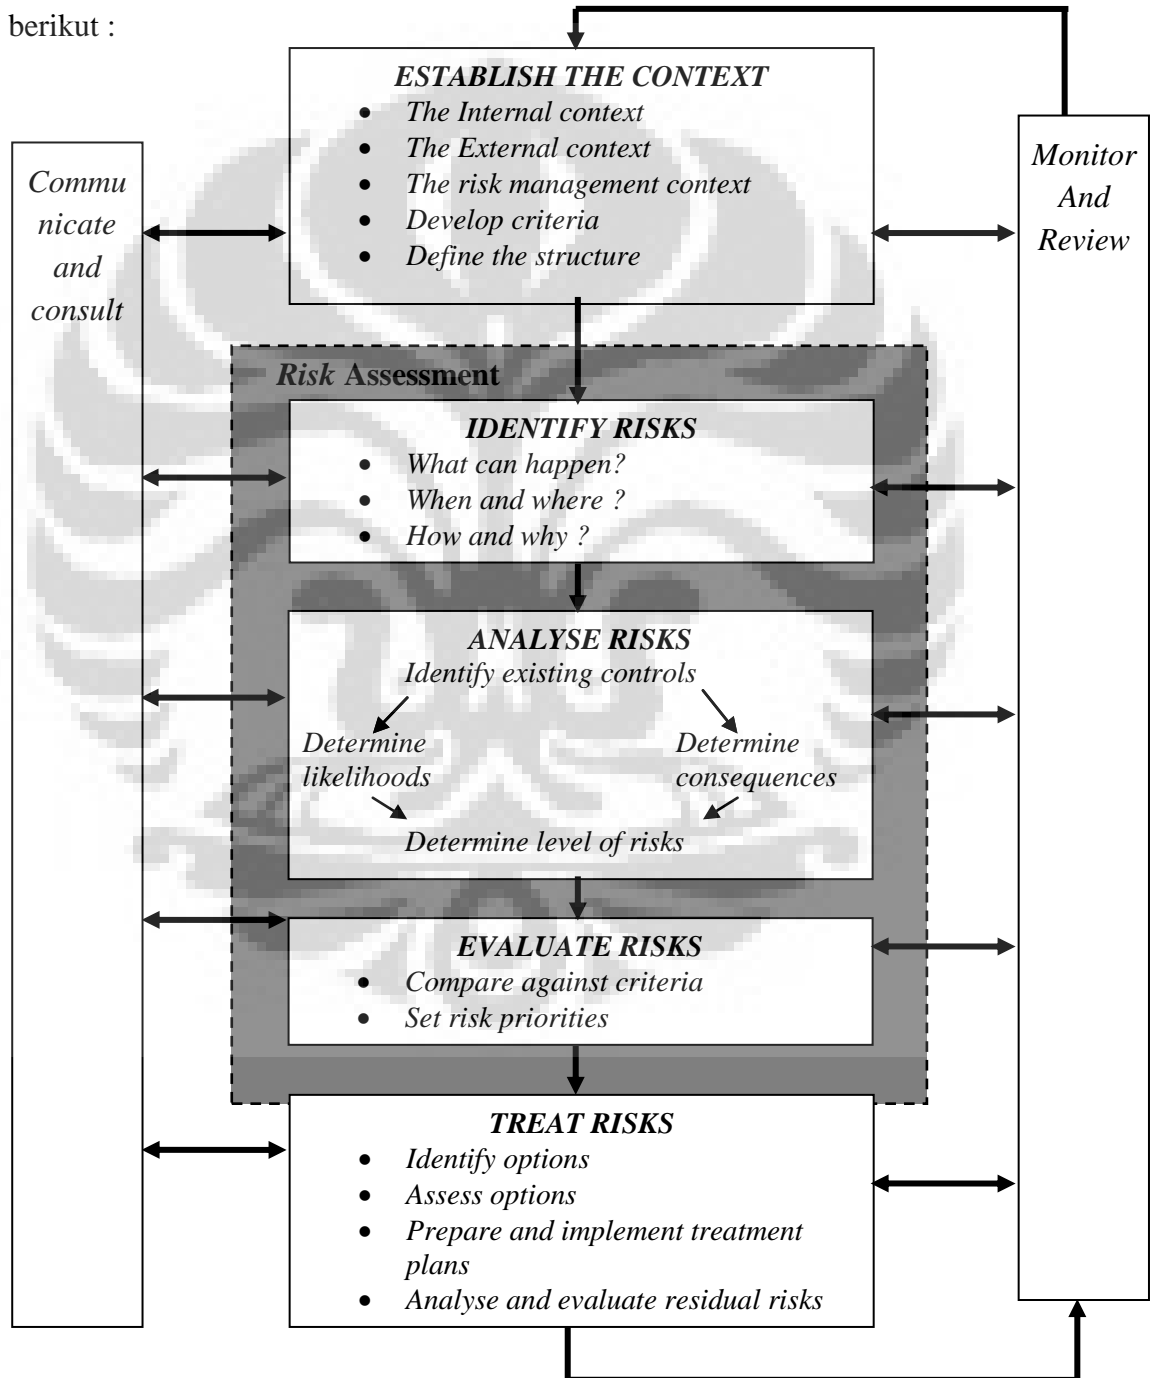 berikut :
ESTABLISH THE CONTEXT
• The Internal context
• The External context
• The risk management context
• Develop criteria
• Define the structure
Commu
nicate
and
consult
Monitor
And
Review
Risk Assessment
IDENTIFY RISKS
• What can happen?
• When and where ?
• How and why ?
ANALYSE RISKS
Identify existing controls
Determine
likelihoods
Determine
consequences
Determine level of risks
EVALUATE RISKS
• Compare against criteria
• Set risk priorities
TREAT RISKS
• Identify options
• Assess options
• Prepare and implement treatment
plans
• Analyse and evaluate residual risks